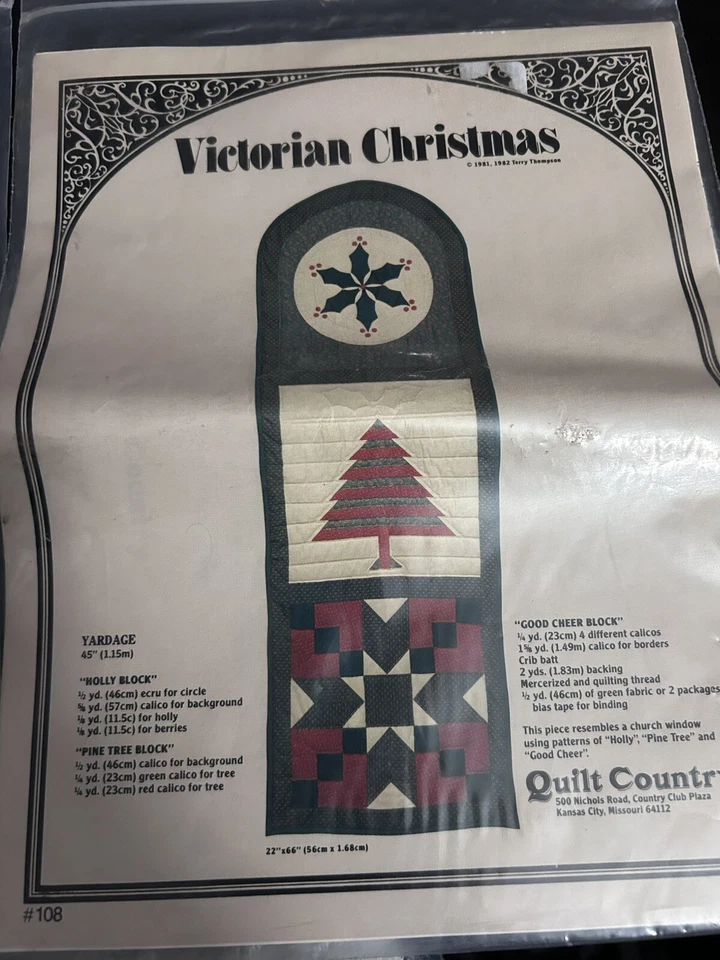 Victorian Christmas
© 1981, 1982 Terry Thompson
YARDAGE
45" (1.15m)
"HOLLY BLOCK"
½ yd. (46cm) ecru for circle
⅝ yd. (57cm) calico for background
⅛ yd. (11.5c) for holly
⅛ yd. (11.5c) for berries
"PINE TREE BLOCK"
½ yd. (46cm) calico for background
¼ yd. (23cm) green calico for tree
¼ yd. (23cm) red calico for tree
22"x66" (56cm x 1.68cm)
"GOOD CHEER BLOCK"
¼ yd. (23cm) 4 different calicos
1⅝ yd. (1.49m) calico for borders
Crib batt
2 yds. (1.83m) backing
Mercerized and quilting thread
½ yd. (46cm) of green fabric or 2 packages
bias tape for binding
This piece resembles a church window
using patterns of "Holly", "Pine Tree" and
"Good Cheer".
Quilt Countr
500 Nichols Road, Country Club Plaza
Kansas City, Missouri 64112
#108